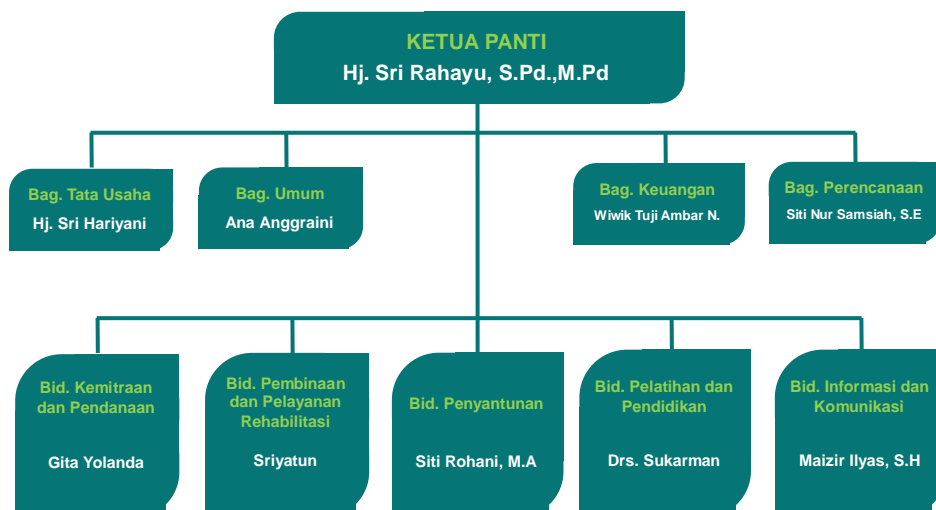 KETUA PANTI
Hj. Sri Rahayu, S.Pd.,M.Pd
Bag. Tata Usaha
Hj. Sri Hariyani
Bag. Umum
Ana Anggraini
Bag. Keuangan
Wiwik Tuji Ambar N.
Bag. Perencanaan
Siti Nur Samsiah, S.E
Bid. Kemitraan
dan Pendanaan
Gita Yolanda
Bid. Pembinaan
dan Pelayanan
Rehabilitasi
Sriyatun
Bid. Penyantunan
Siti Rohani, M.A
Bid. Pelatihan dan
Pendidikan
Drs. Sukarman
Bid. Informasi dan
Komunikasi
Maizir Ilyas, S.H